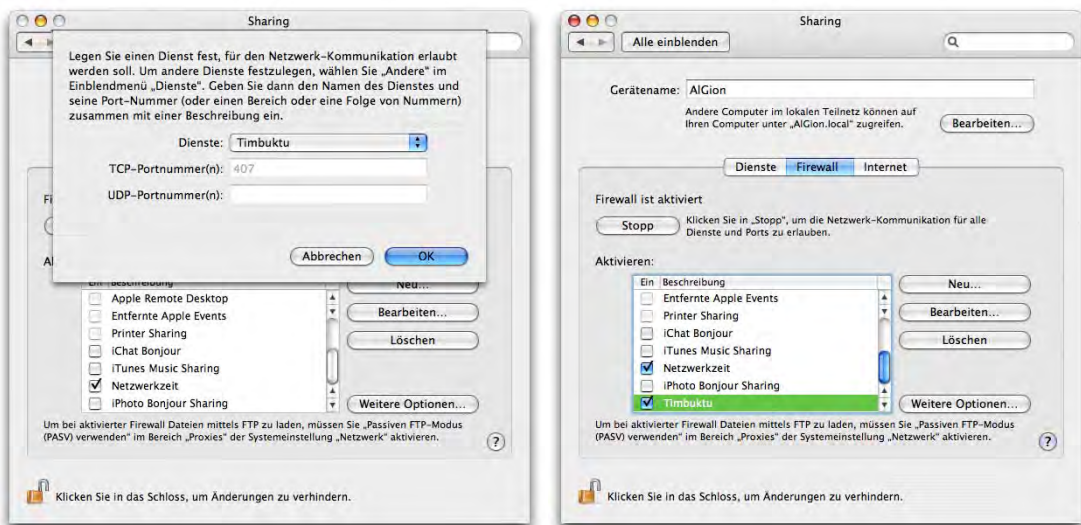 Sharing
Legen Sie einen Dienst fest, für den Netzwerk-Kommunikation erlaubt
werden soll. Um andere Dienste festzulegen, wählen Sie „Andere“ im
Einblendmenü „Dienste“. Geben Sie dann den Namen des Dienstes und
seine Port-Nummer (oder einen Bereich oder eine Folge von Nummern)
zusammen mit einer Beschreibung ein.
Dienste: Timbuktu
TCP-Portnummer(n): 407
UDP-Portnummer(n):
Abbrechen OK
Ein Beschreibung
Neu...
Apple Remote Desktop
Entfernte Apple Events
Bearbeiten...
Printer Sharing
iChat Bonjour
Löschen
iTunes Music Sharing
Netzwerkzeit
iPhoto Bonjour Sharing
Weitere Optionen...
Um bei aktivierter Firewall Dateien mittels FTP zu laden, müssen Sie „Passiven FTP-Modus
(PASV) verwenden“ im Bereich „Proxies“ der Systemeinstellung „Netzwerk“ aktivieren.
?
Klicken Sie in das Schloss, um Änderungen zu verhindern.
Sharing
Alle einblenden
Gerätename: AlGion
Andere Computer im lokalen Teilnetz können auf
Ihren Computer unter „AlGion.local“ zugreifen.
Bearbeiten...
Dienste Firewall Internet
Firewall ist aktiviert
Stopp
Klicken Sie in „Stopp“, um die Netzwerk-Kommunikation für alle
Dienste und Ports zu erlauben.
Aktivieren:
Ein Beschreibung
Neu...
Entfernte Apple Events
Printer Sharing
Bearbeiten...
iChat Bonjour
iTunes Music Sharing
Löschen
Netzwerkzeit
iPhoto Bonjour Sharing
Timbuktu
Weitere Optionen...
Um bei aktivierter Firewall Dateien mittels FTP zu laden, müssen Sie „Passiven FTP-Modus
(PASV) verwenden“ im Bereich „Proxies“ der Systemeinstellung „Netzwerk“ aktivieren.
?
Klicken Sie in das Schloss, um Änderungen zu verhindern.